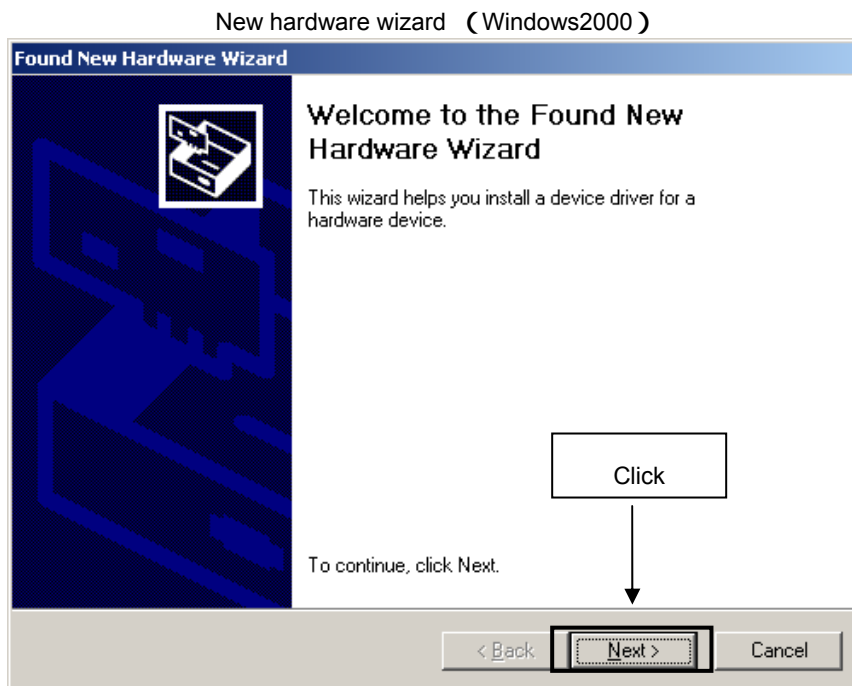 New hardware wizard （Windows2000）
Found New Hardware Wizard
Welcome to the Found New
Hardware Wizard
This wizard helps you install a device driver for a
hardware device.
Click
To continue, click Next.
< Back
Next >
Cancel